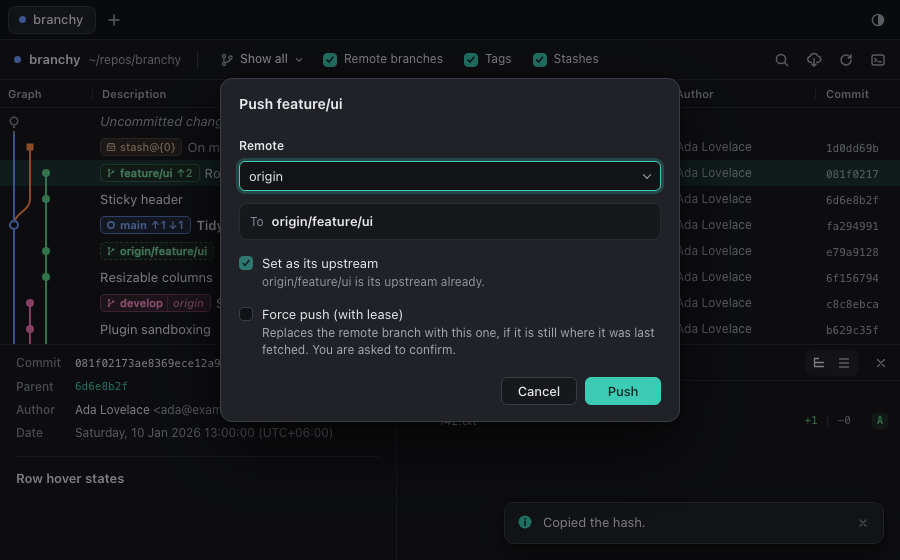 branchy
branchy ~/repos/branchy Show all Remote branches Tags Stashes
Graph Description Author Commit
Uncommitted chang
stash@{0} On m Ada Lovelace 1d0dd69b
feature/ui ↑2 Ro Ada Lovelace 081f0217
Sticky header Ada Lovelace 6d6e8b2f
main ↑1↓1 Tidy Ada Lovelace fa294991
origin/feature/ui Ada Lovelace e79a9128
Resizable columns Ada Lovelace 6f156794
develop origin Ada Lovelace c8c8ebca
Plugin sandboxing Ada Lovelace b629c35f
Push feature/ui
Remote
origin
To origin/feature/ui
Set as its upstream
origin/feature/ui is its upstream already.
Force push (with lease)
Replaces the remote branch with this one, if it is still where it was last
fetched. You are asked to confirm.
Cancel Push
Commit 081f02173ae8369ece12a9
Parent 6d6e8b2f
Author Ada Lovelace <ada@exam
Date Saturday, 10 Jan 2026 13:00:00 (UTC+06:00)
Row hover states
+1 −0 A
Copied the hash.